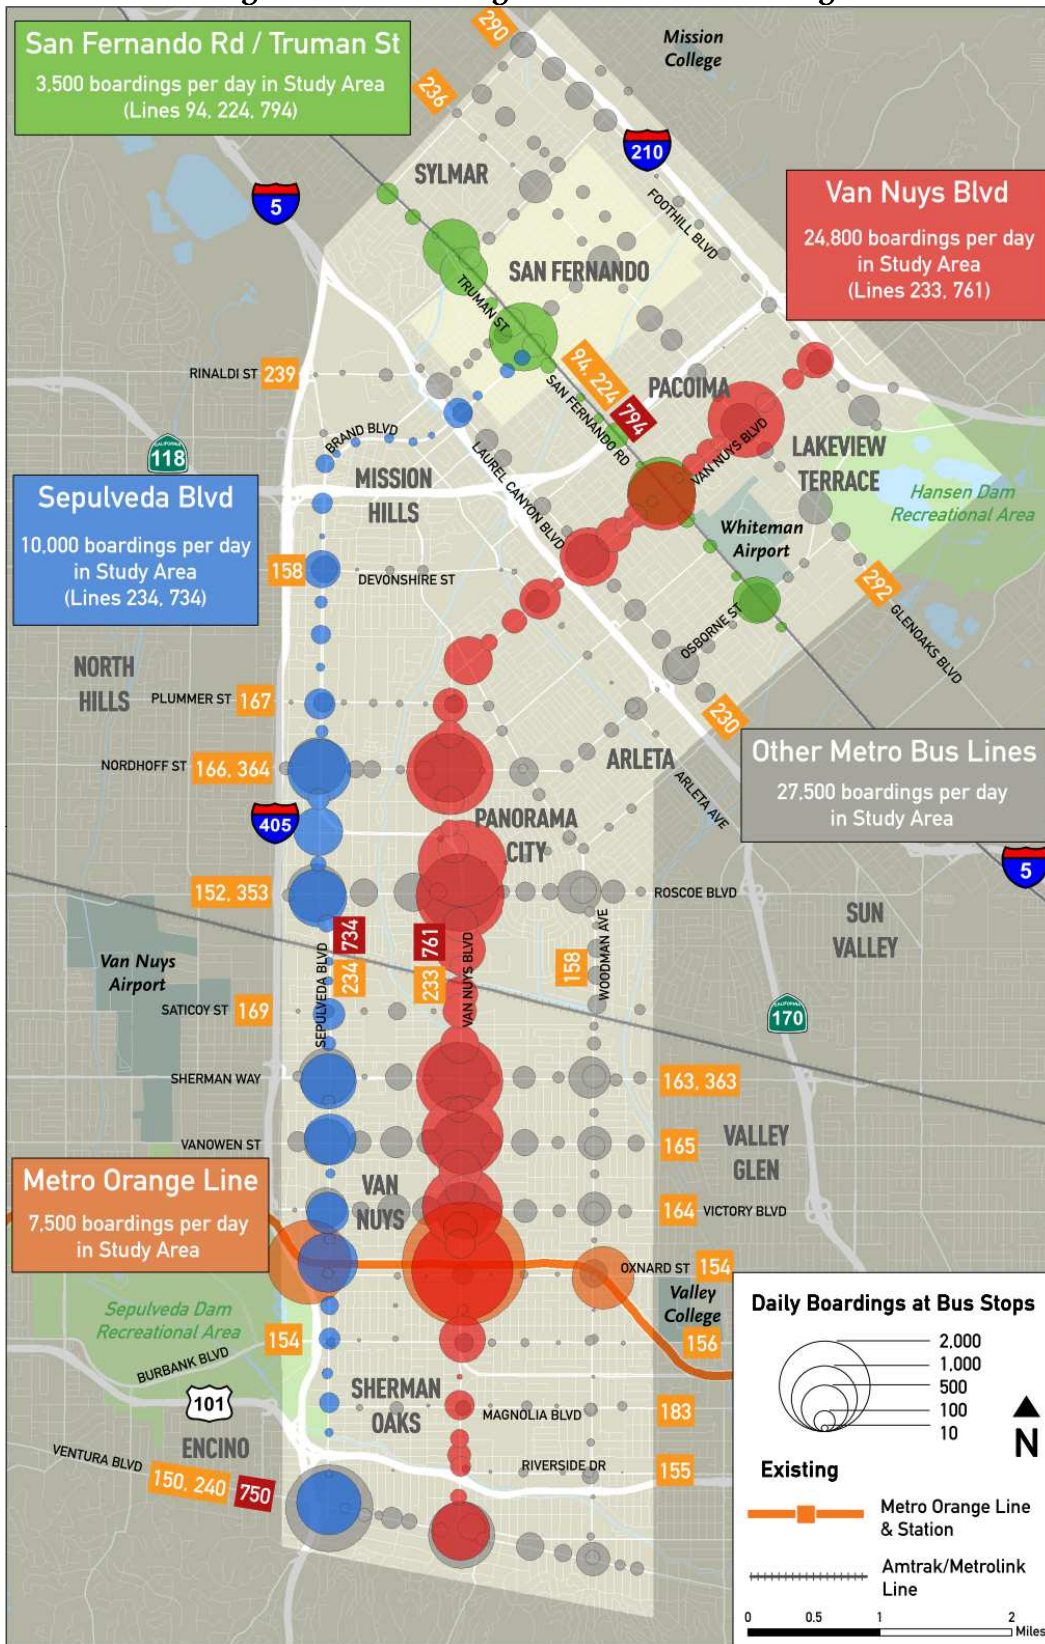 San Fernando Rd / Truman St
3,500 boardings per day in Study Area
(Lines 94, 224, 794)
290
Mission
College
236
210
SYLMAR
5
FOOTHILL BLVD
Van Nuys Blvd
24,800 boardings per day
in Study Area
(Lines 233, 761)
SAN FERNANDO
TRUMAN ST
RINALDI ST
239
94, 224
794
SAN FERNANDO RD
PACOIMA
VAN NUYS BLVD
BRAND BLVD
LAUREL CANYON BLVD
LAKEVIEW
TERRACE
CALIFORNIA
118
MISSION
HILLS
Hansen Dam
Recreational Area
Sepulveda Blvd
10,000 boardings per day
in Study Area
(Lines 234, 734)
Whiteman
Airport
158
DEVONSHIRE ST
292
GLENOAKS BLVD
OSBORNE ST
NORTH
HILLS
PLUMMER ST
167
230
ARLETA
ARLETA AVE
NORDHOFF ST
166, 364
Other Metro Bus Lines
27,500 boardings per day
in Study Area
405
PANORAMA
CITY
5
152, 353
ROSCOE BLVD
SUN
VALLEY
734
234
SEPULVEDA BLVD
761
233
VAN NUYS BLVD
158
WOODMAN AVE
Van Nuys
Airport
SATICOY ST
169
CALIFORNIA
170
SHERMAN WAY
163, 363
VANOWEN ST
165
VALLEY
GLEN
Metro Orange Line
7,500 boardings per day
in Study Area
VAN
NUYS
164
VICTORY BLVD
OXNARD ST
154
Valley
College
Sepulveda Dam
Recreational Area
154
156
BURBANK BLVD
101
SHERMAN
OAKS
MAGNOLIA BLVD
183
ENCINO
VENTURA BLVD
150, 240
750
RIVERSIDE DR
155
Daily Boardings at Bus Stops
2,000
1,000
500
100
10
N
Existing
Metro Orange Line
& Station
Amtrak/Metrolink
Line
0
0.5
1
2
Miles